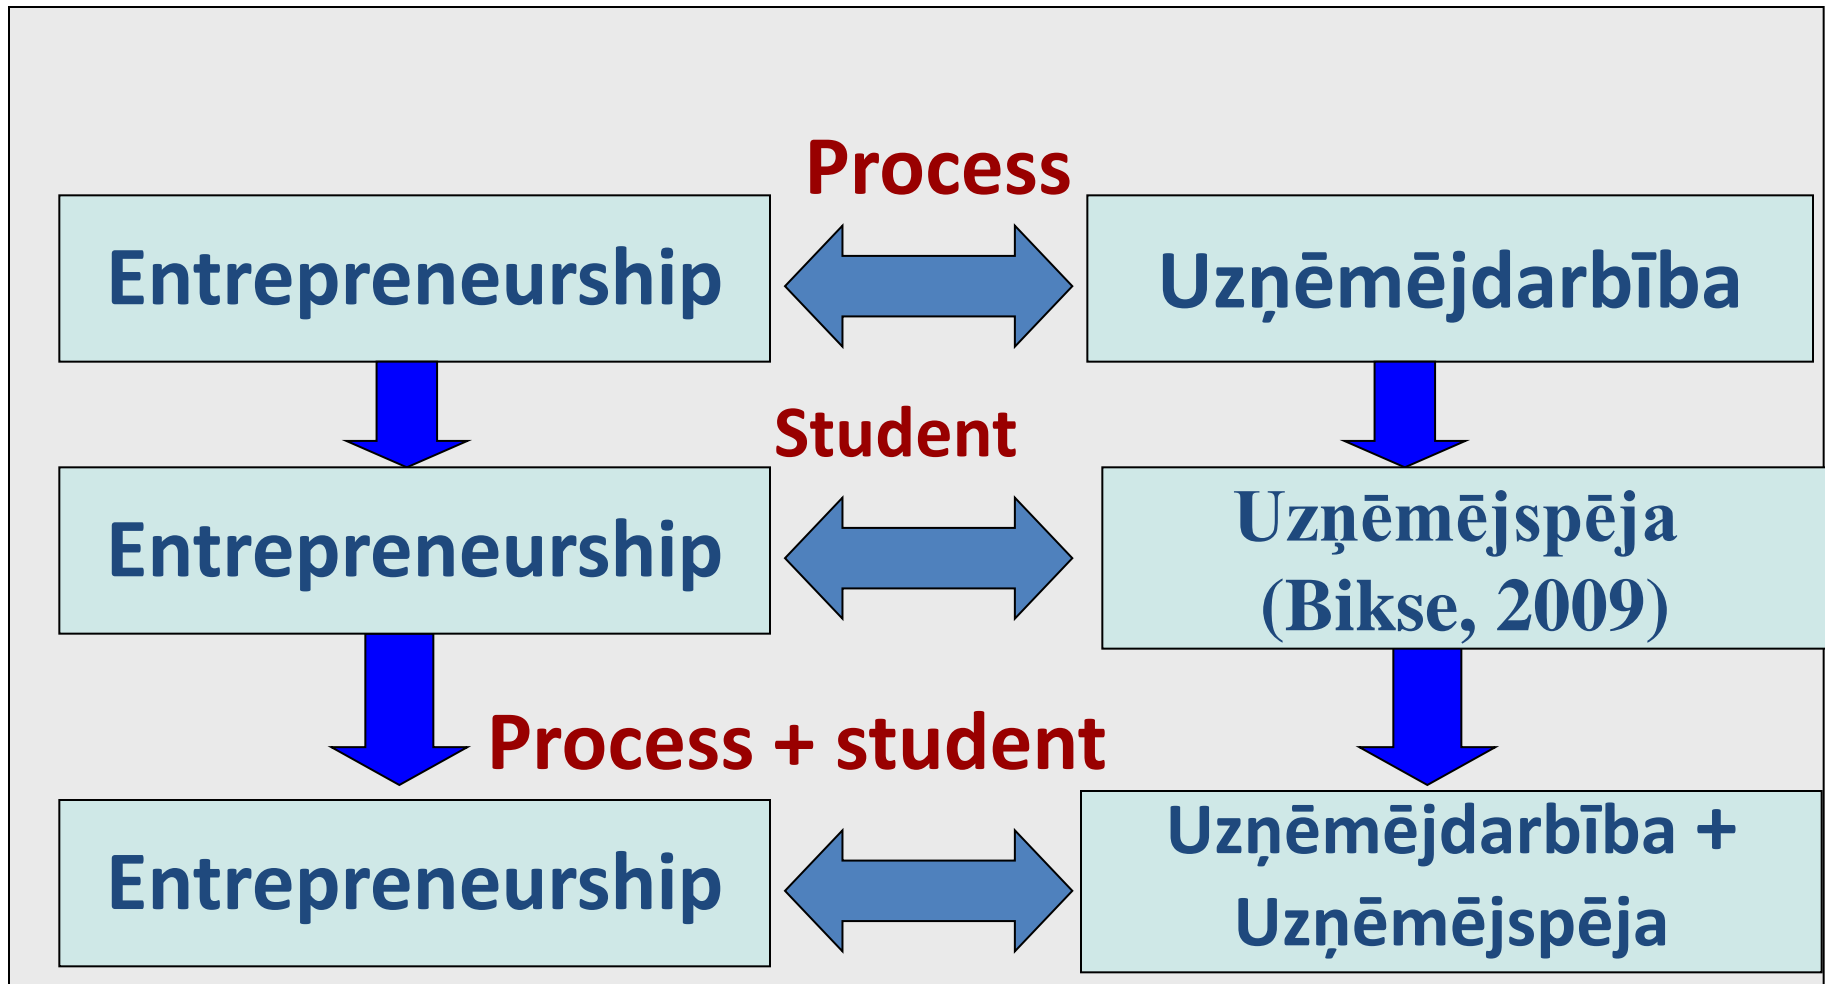 Process
Entrepreneurship
Uzņēmējdarbība
Student
Entrepreneurship
Uzņēmējspēja
(Bikse, 2009)
Process + student
Entrepreneurship
Uzņēmējdarbība +
Uzņēmējspēja